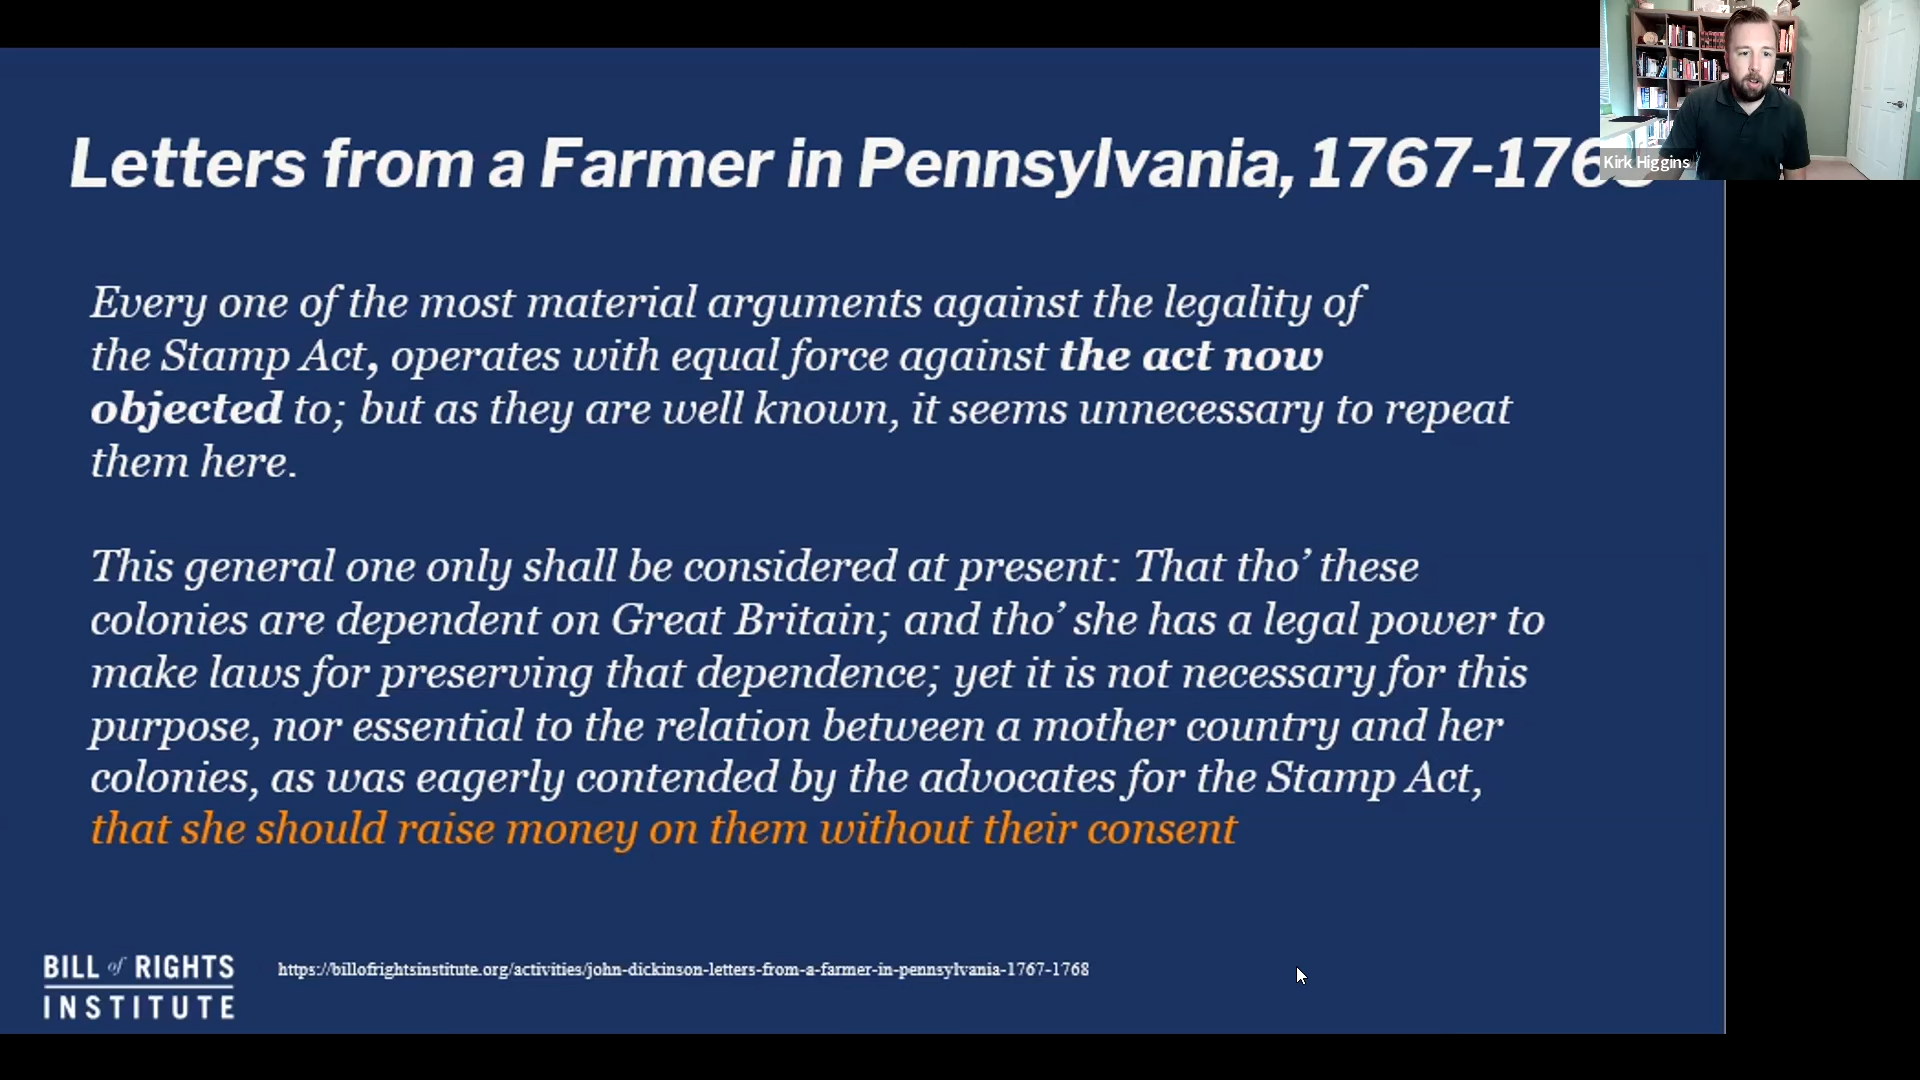 Letters from a Farmer in Pennsylvania, 1767-176
Kirk Higgins
Every one of the most material arguments against the legality of
the Stamp Act, operates with equal force against the act now
objected to; but as they are well known, it seems unnecessary to repeat
them here.
This general one only shall be considered at present: That tho’ these
colonies are dependent on Great Britain; and tho’ she has a legal power to
make laws for preserving that dependence; yet it is not necessary for this
purpose, nor essential to the relation between a mother country and her
colonies, as was eagerly contended by the advocates for the Stamp Act,
that she should raise money on them without their consent
BILL of RIGHTS
INSTITUTE
https://billofrightsinstitute.org/activities/john-dickinson-letters-from-a-farmer-in-pennsylvania-1767-1768